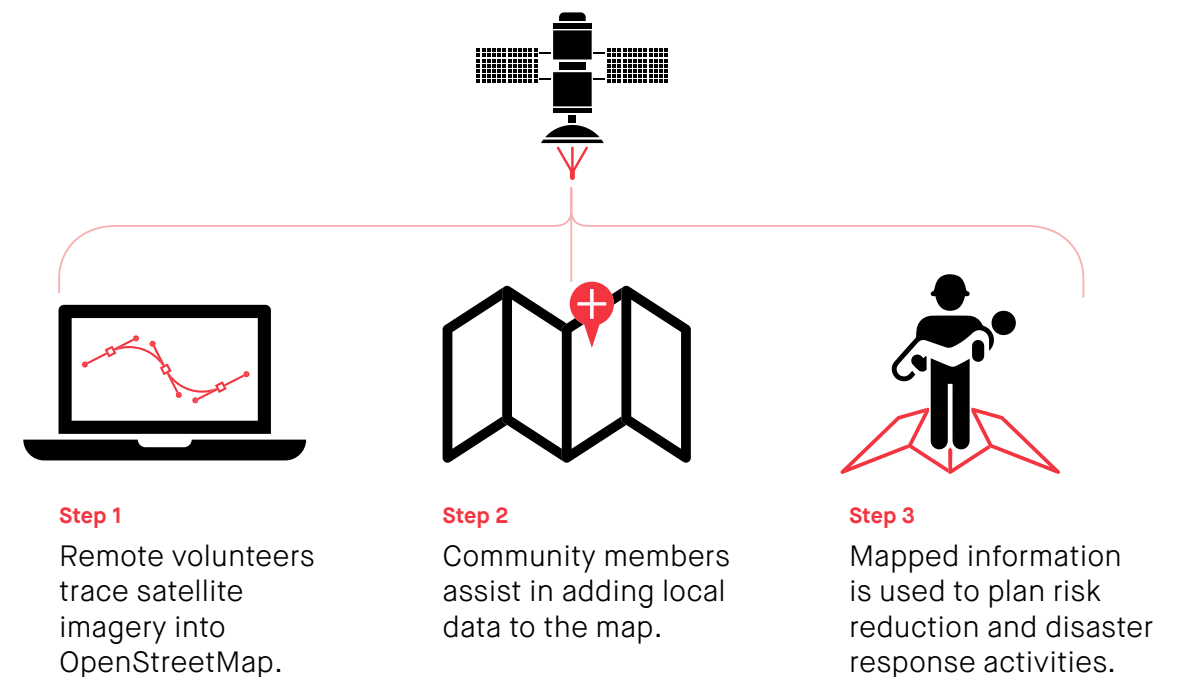 Step 1
Remote volunteers
trace satellite
imagery into
OpenStreetMap.
Step 2
Community members
assist in adding local
data to the map.
Step 3
Mapped information
is used to plan risk
reduction and disaster
response activities.